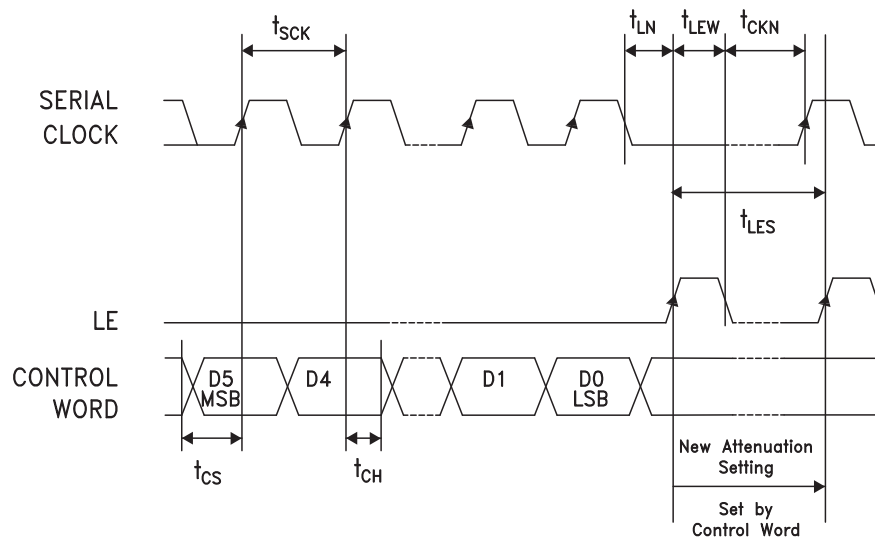 tSCK
tLN
tLEW
tCKN
SERIAL
CLOCK
tLES
LE
CONTROL
WORD
D5
MSB
D4
D1
D0
LSB
tCS
tCH
New Attenuation
Setting
Set by
Control Word